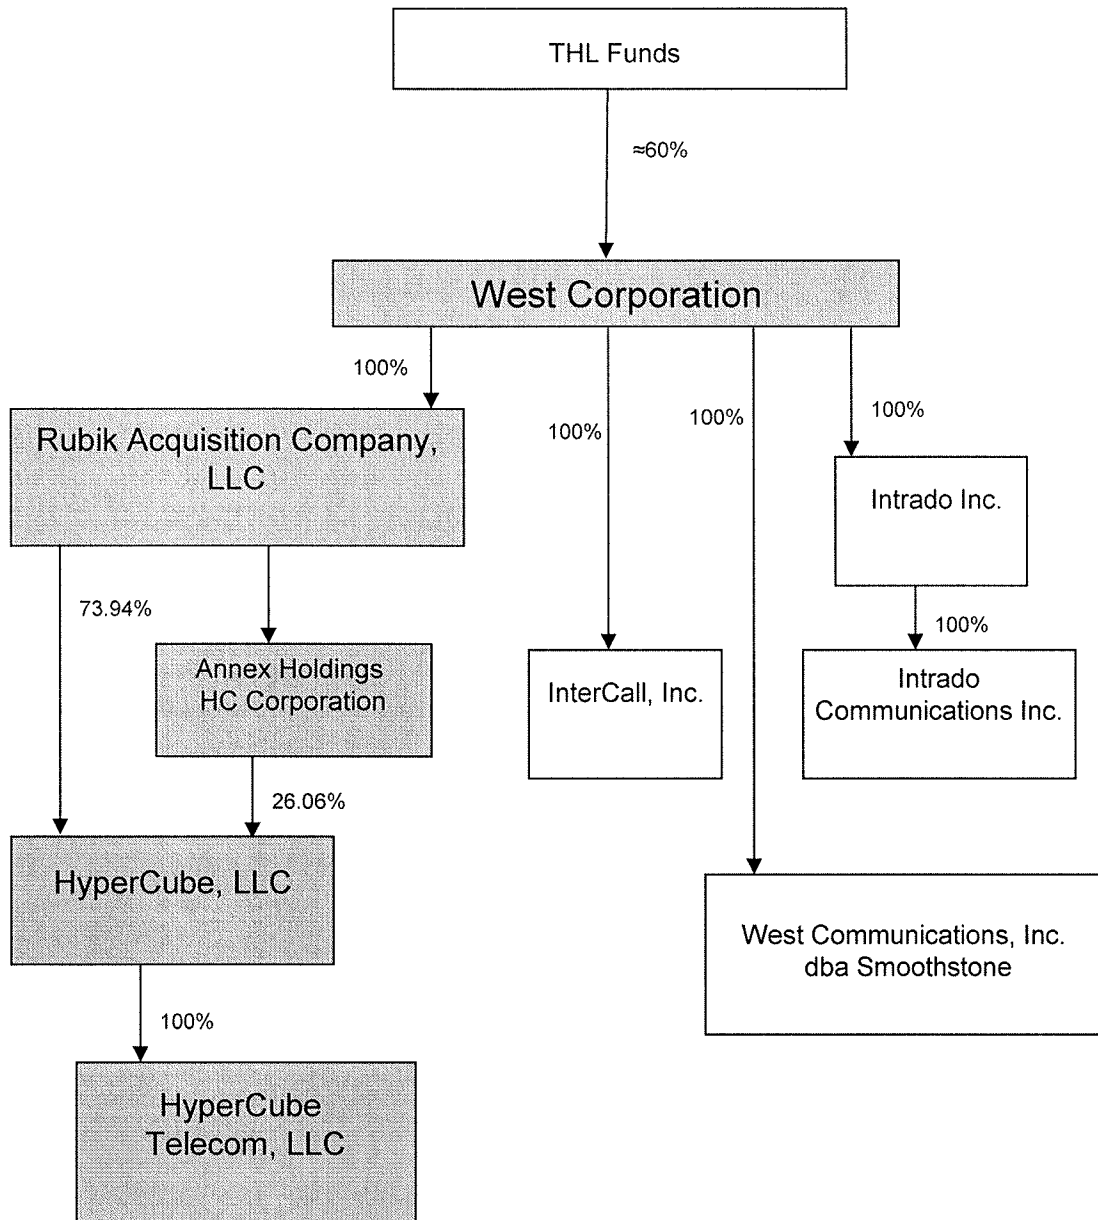 THL Funds
≈60%
West Corporation
100%
100%
100%
100%
Rubik Acquisition Company,
LLC
Intrado Inc.
73.94%
100%
Annex Holdings
HC Corporation
InterCall, Inc.
Intrado
Communications Inc.
26.06%
HyperCube, LLC
West Communications, Inc.
dba Smoothstone
100%
HyperCube
Telecom, LLC